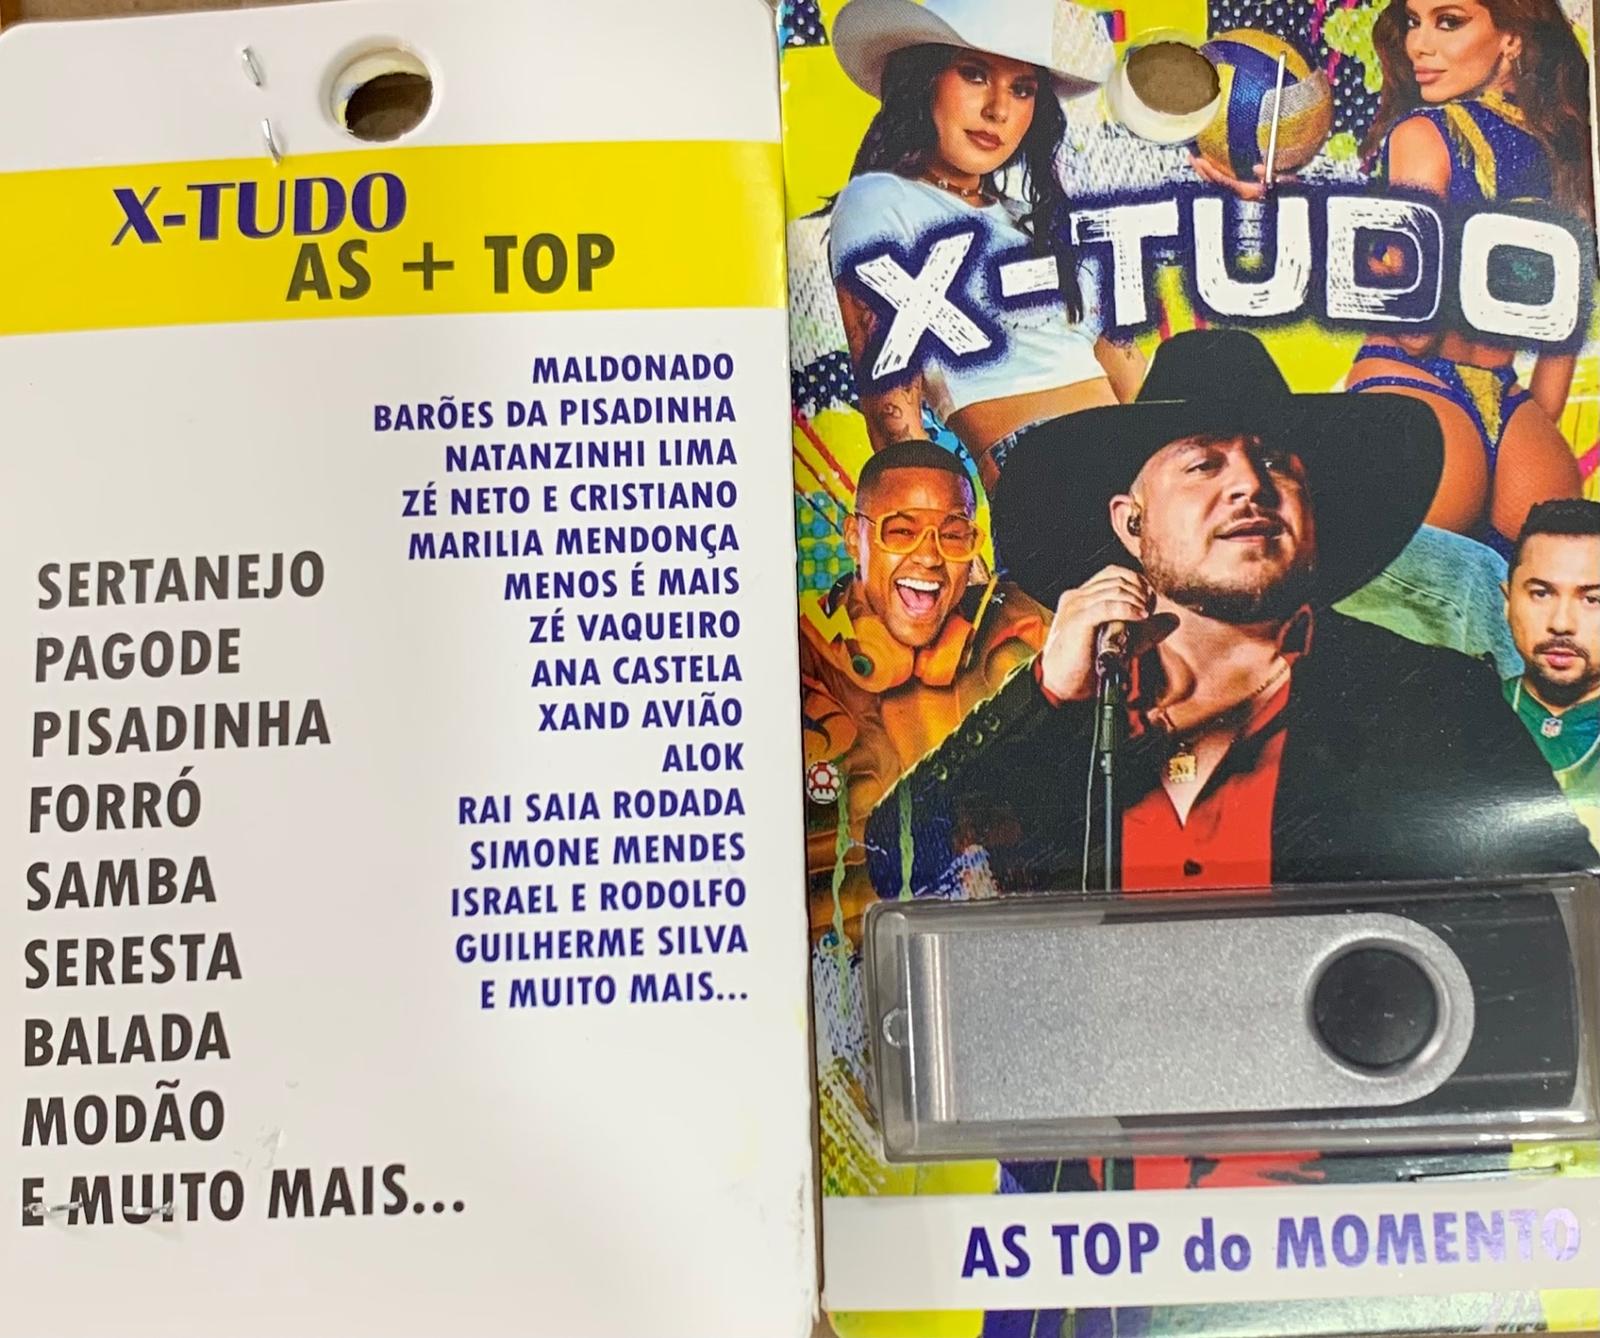 X-TUDO
AS + TOP
MALDONADO
BARÕES DA PISADINHA
NATANZINHI LIMA
ZÉ NETO E CRISTIANO
MARILIA MENDONÇA
MENOS É MAIS
ZÉ VAQUEIRO
ANA CASTELA
XAND AVIÃO
ALOK
RAI SAIA RODADA
SIMONE MENDES
ISRAEL E RODOLFO
GUILHERME SILVA
E MUITO MAIS...
SERTANEJO
PAGODE
PISADINHA
FORRÓ
SAMBA
SERESTA
BALADA
MODÃO
E MUITO MAIS...
X-TUDO
AS TOP do MOMENTO